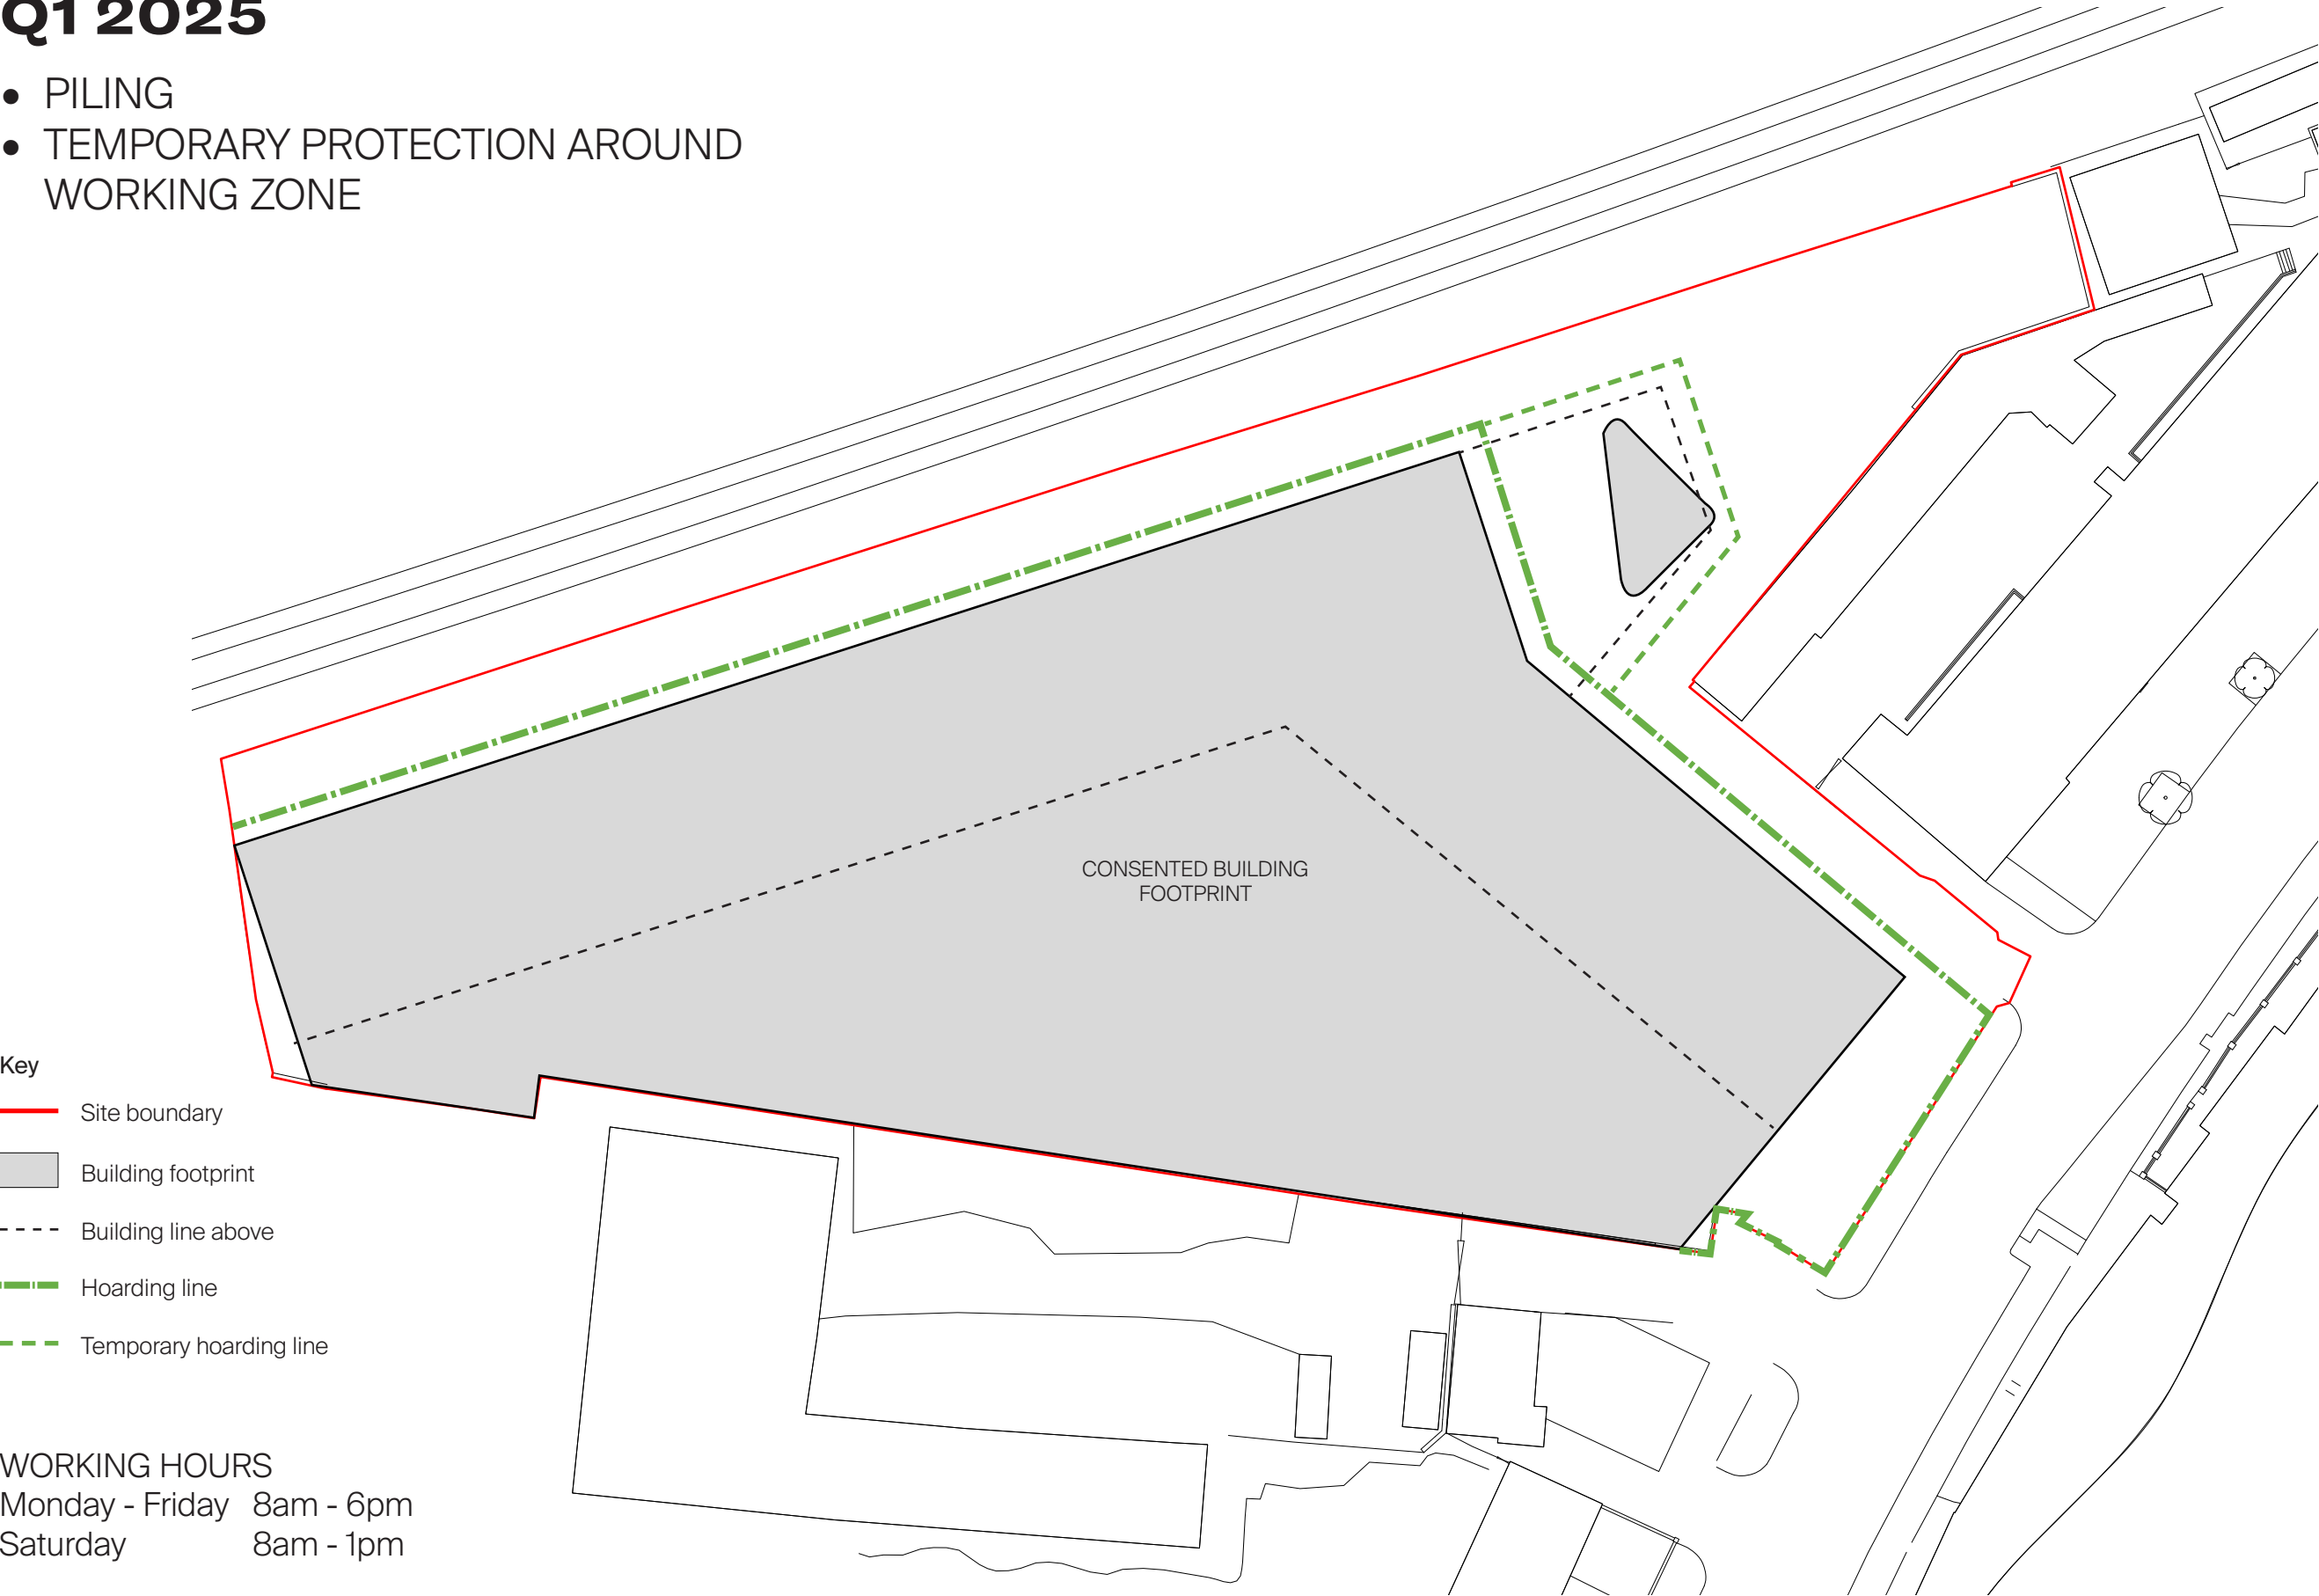 Q1 2025
• PILING
• TEMPORARY PROTECTION AROUND
WORKING ZONE
CONSENTED BUILDING
FOOTPRINT
Key
Site boundary
Building footprint
Building line above
Hoarding line
Temporary hoarding line
WORKING HOURS
Monday - Friday 8am - 6pm
Saturday 8am - 1pm